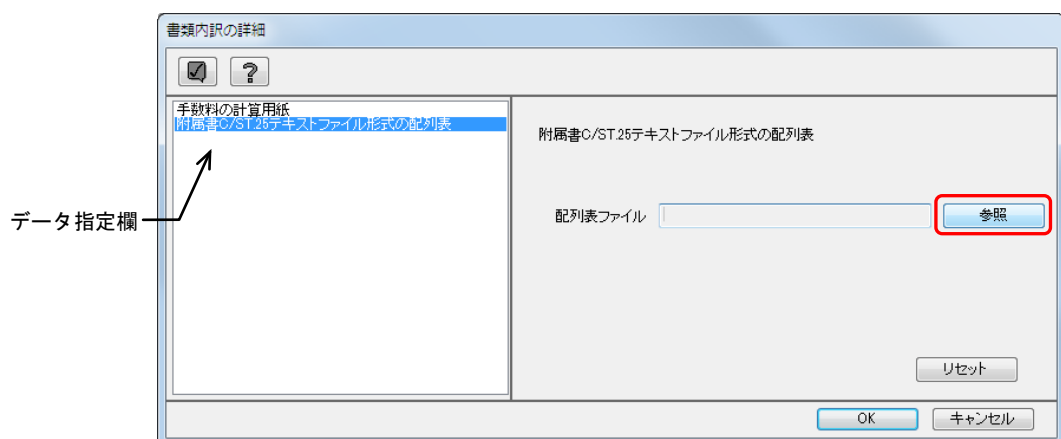 書類内訳の詳細
手数料の計算用紙
附属書C/ST.25テキストファイル形式の配列表
附属書C/ST.25テキストファイル形式の配列表
データ指定欄
配列表ファイル
参照
リセット
OK
キャンセル